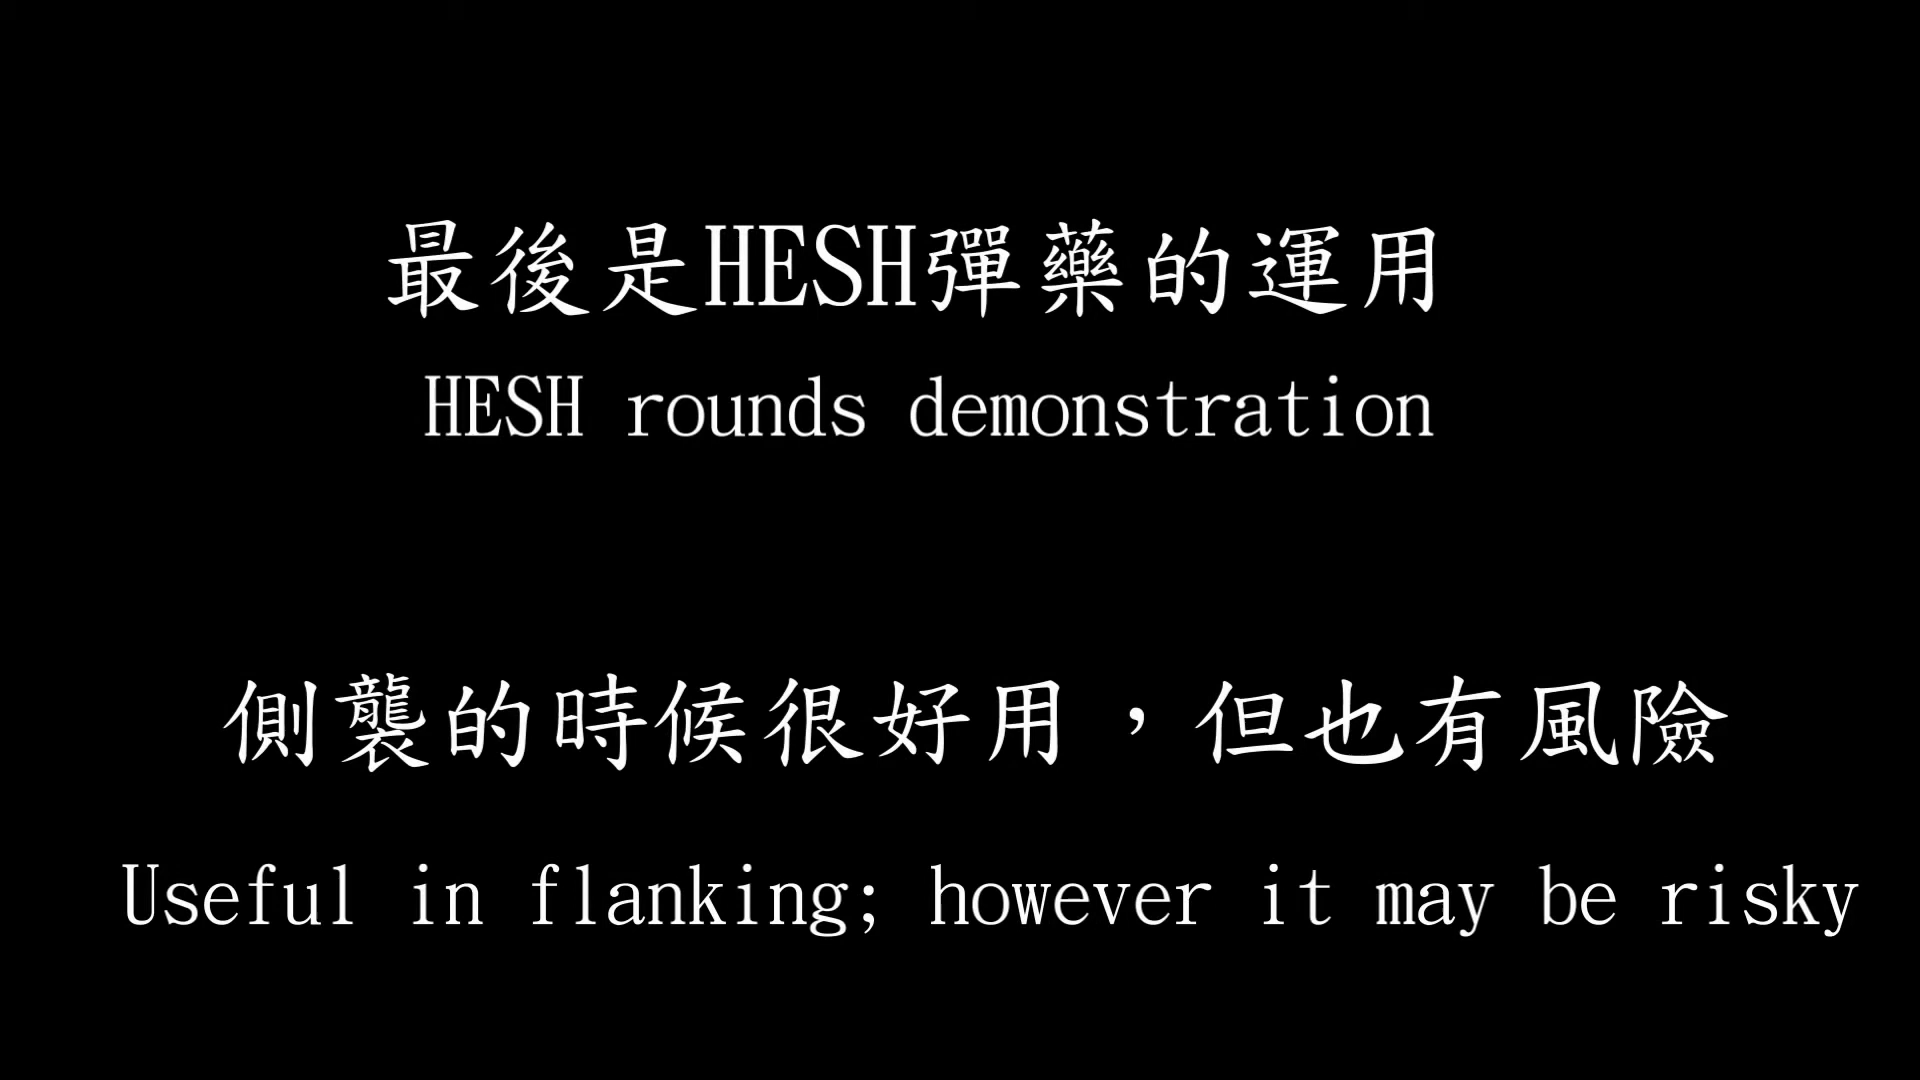 最後是HESH彈藥的運用
HESH rounds demonstration
側襲的時候很好用，但也有風險
Useful in flanking; however it may be risky